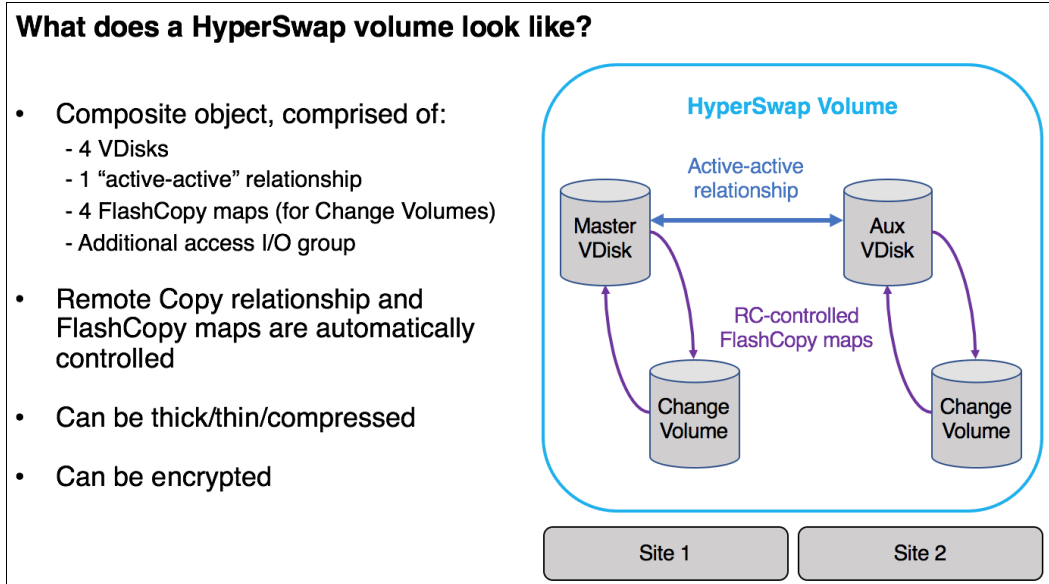 What does a HyperSwap volume look like?
• Composite object, comprised of:
- 4 VDisks
- 1 “active-active” relationship
- 4 FlashCopy maps (for Change Volumes)
- Additional access I/O group
• Remote Copy relationship and
FlashCopy maps are automatically
controlled
• Can be thick/thin/compressed
• Can be encrypted
HyperSwap Volume
Active-active
relationship
Master
VDisk
Aux
VDisk
RC-controlled
FlashCopy maps
Change
Volume
Change
Volume
Site 1
Site 2